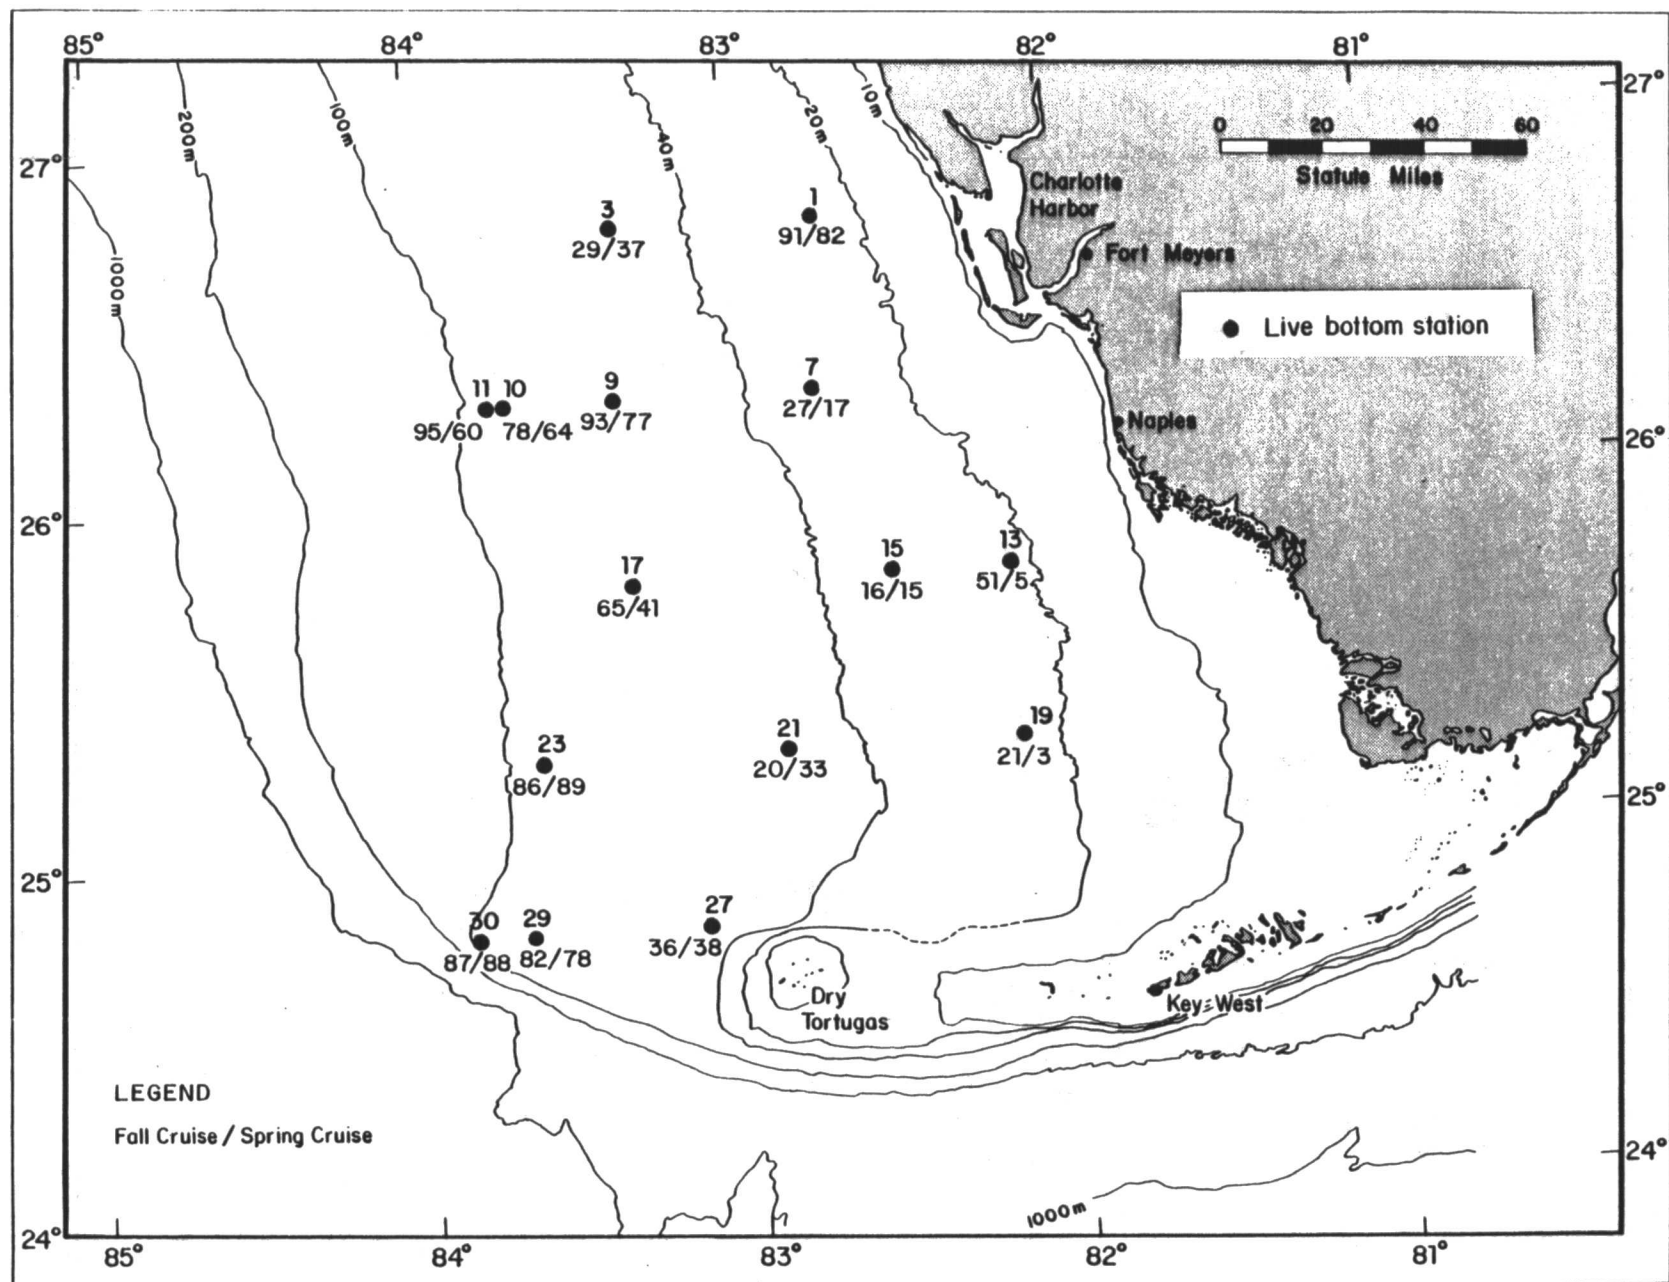 85° 84° 83° 82° 81°
27°
200m
100m
40m
20m
10m
0 20 40 60
Statute Miles
27°
Charlotte
Harbor
3
29/37
1
91/82
Fort Meyers
1000m
Live bottom station
11 10
95/60 78/64
9
93/77
7
27/17
Naples
26°
26°
17
65/41
15
16/15
13
51/5
23
86/89
21
20/33
19
21/3
25°
25°
30
87/88
29
82/78
27
36/38
Dry
Tortugas
Key West
LEGEND
Fall Cruise / Spring Cruise
24°
1000m
24°
85° 84° 83° 82° 81°